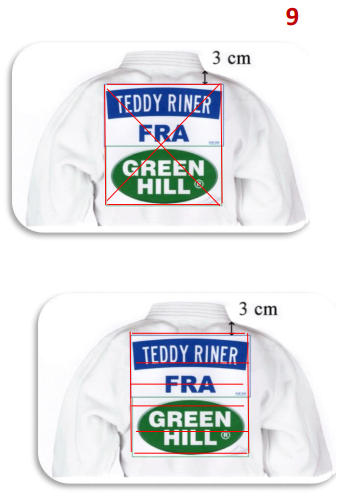 9
3 cm
TEDDY RINER
FRA
GREEN
HILL ®
3 cm
TEDDY RINER
FRA
GREEN
HILL ®